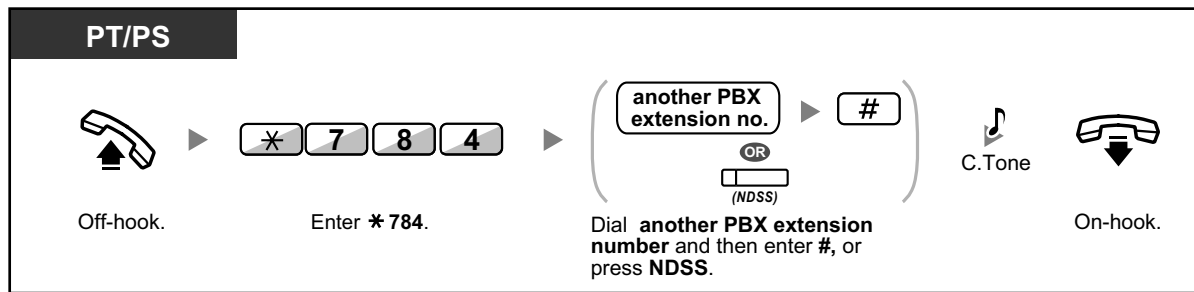 PT/PS
another PBX
extension no.
#
* 7 8 4
OR
(NDSS)
C.Tone
Off-hook.
Enter * 784.
Dial another PBX extension
number and then enter #, or
press NDSS.
On-hook.